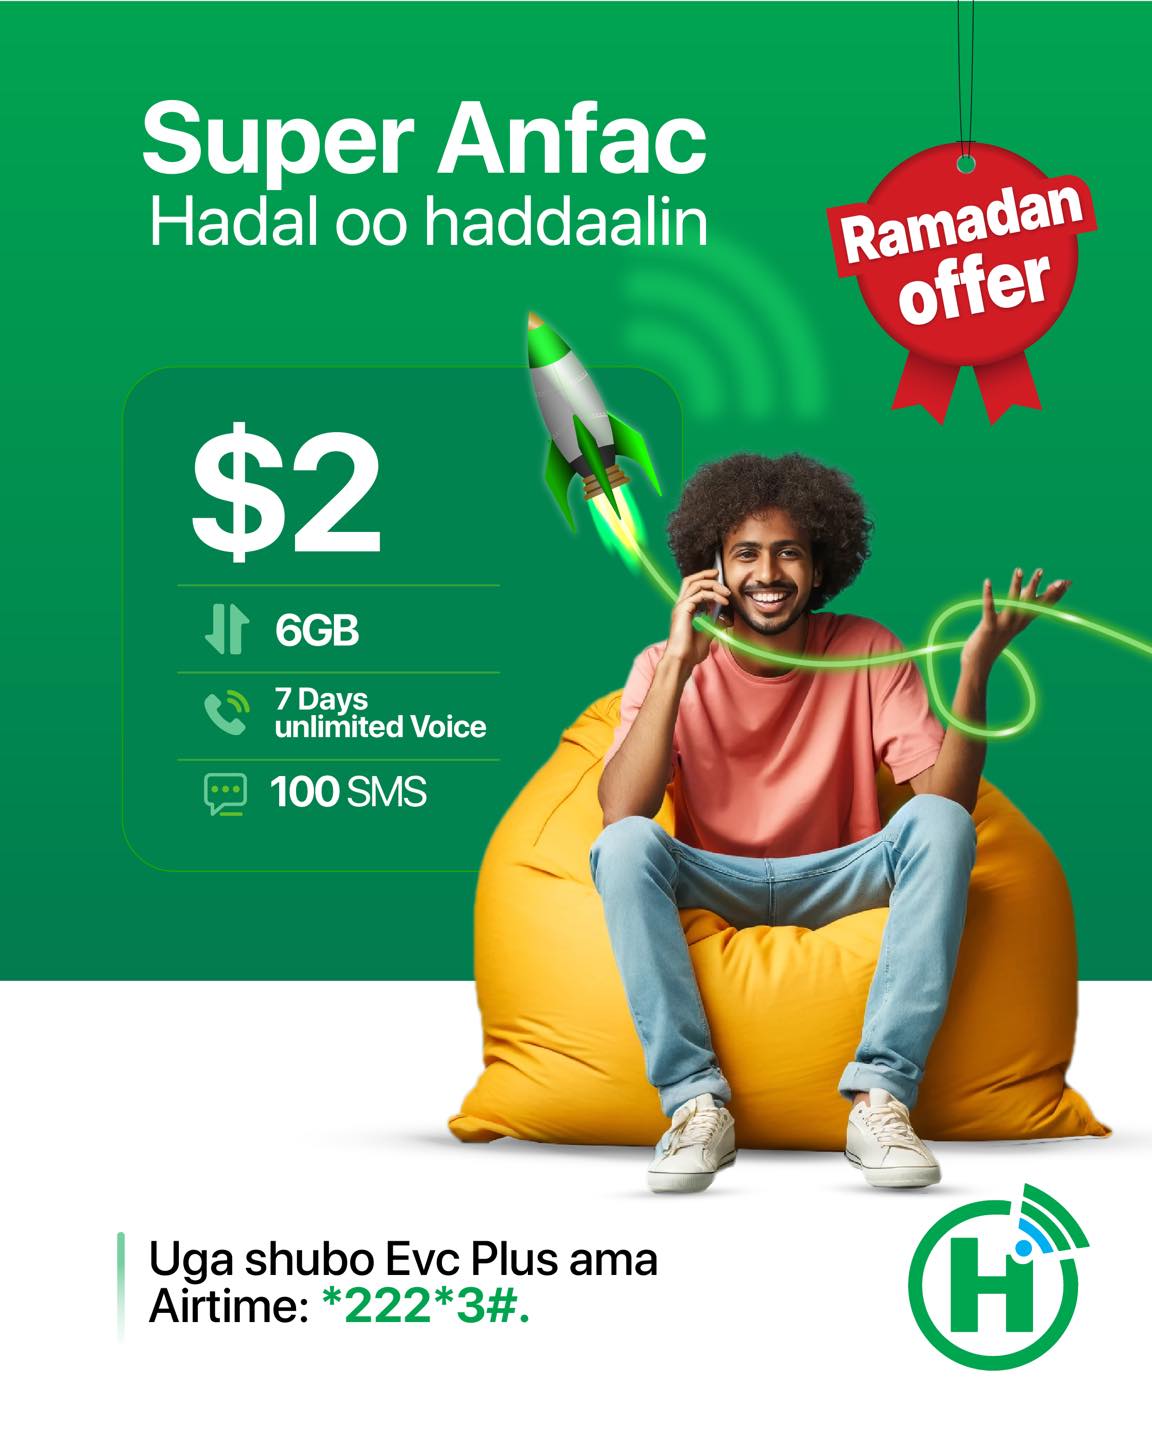 Super Anfac
Hadal oo haddaalin
Ramadan
offer
$2
6GB
7 Days
unlimited Voice
100 SMS
Uga shubo Evc Plus ama
Airtime: *222*3#.
H